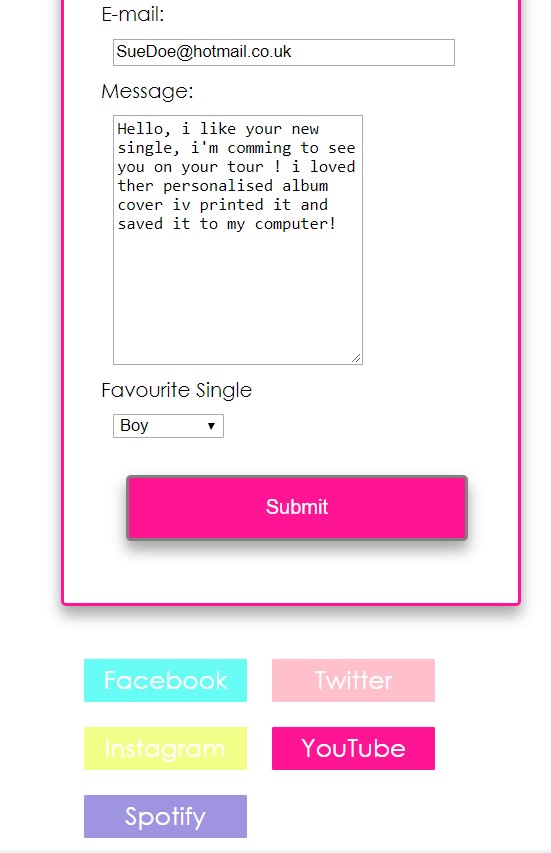 E-mail:
SueDoe@hotmail.co.uk
Message:
Hello, i like your new
single, i'm comming to see
you on your tour ! i loved
ther personalised album
cover iv printed it and
saved it to my computer!
Favourite Single
Boy
Submit
Facebook
Twitter
Instagram
YouTube
Spotify